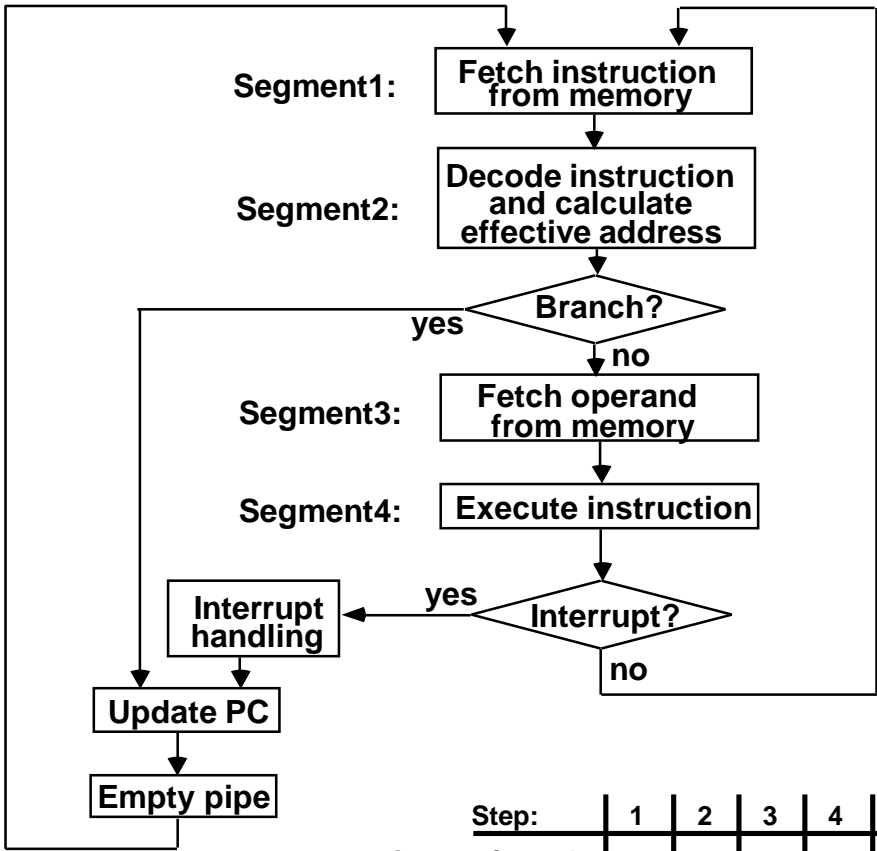 Segment1:
Fetch instruction
from memory
Segment2:
Decode instruction
and calculate
effective address
Branch?
yes
no
Segment3:
Fetch operand
from memory
Segment4:
Execute instruction
Interrupt?
yes
no
Interrupt
handling
Update PC
Empty pipe
Step: 1 2 3 4